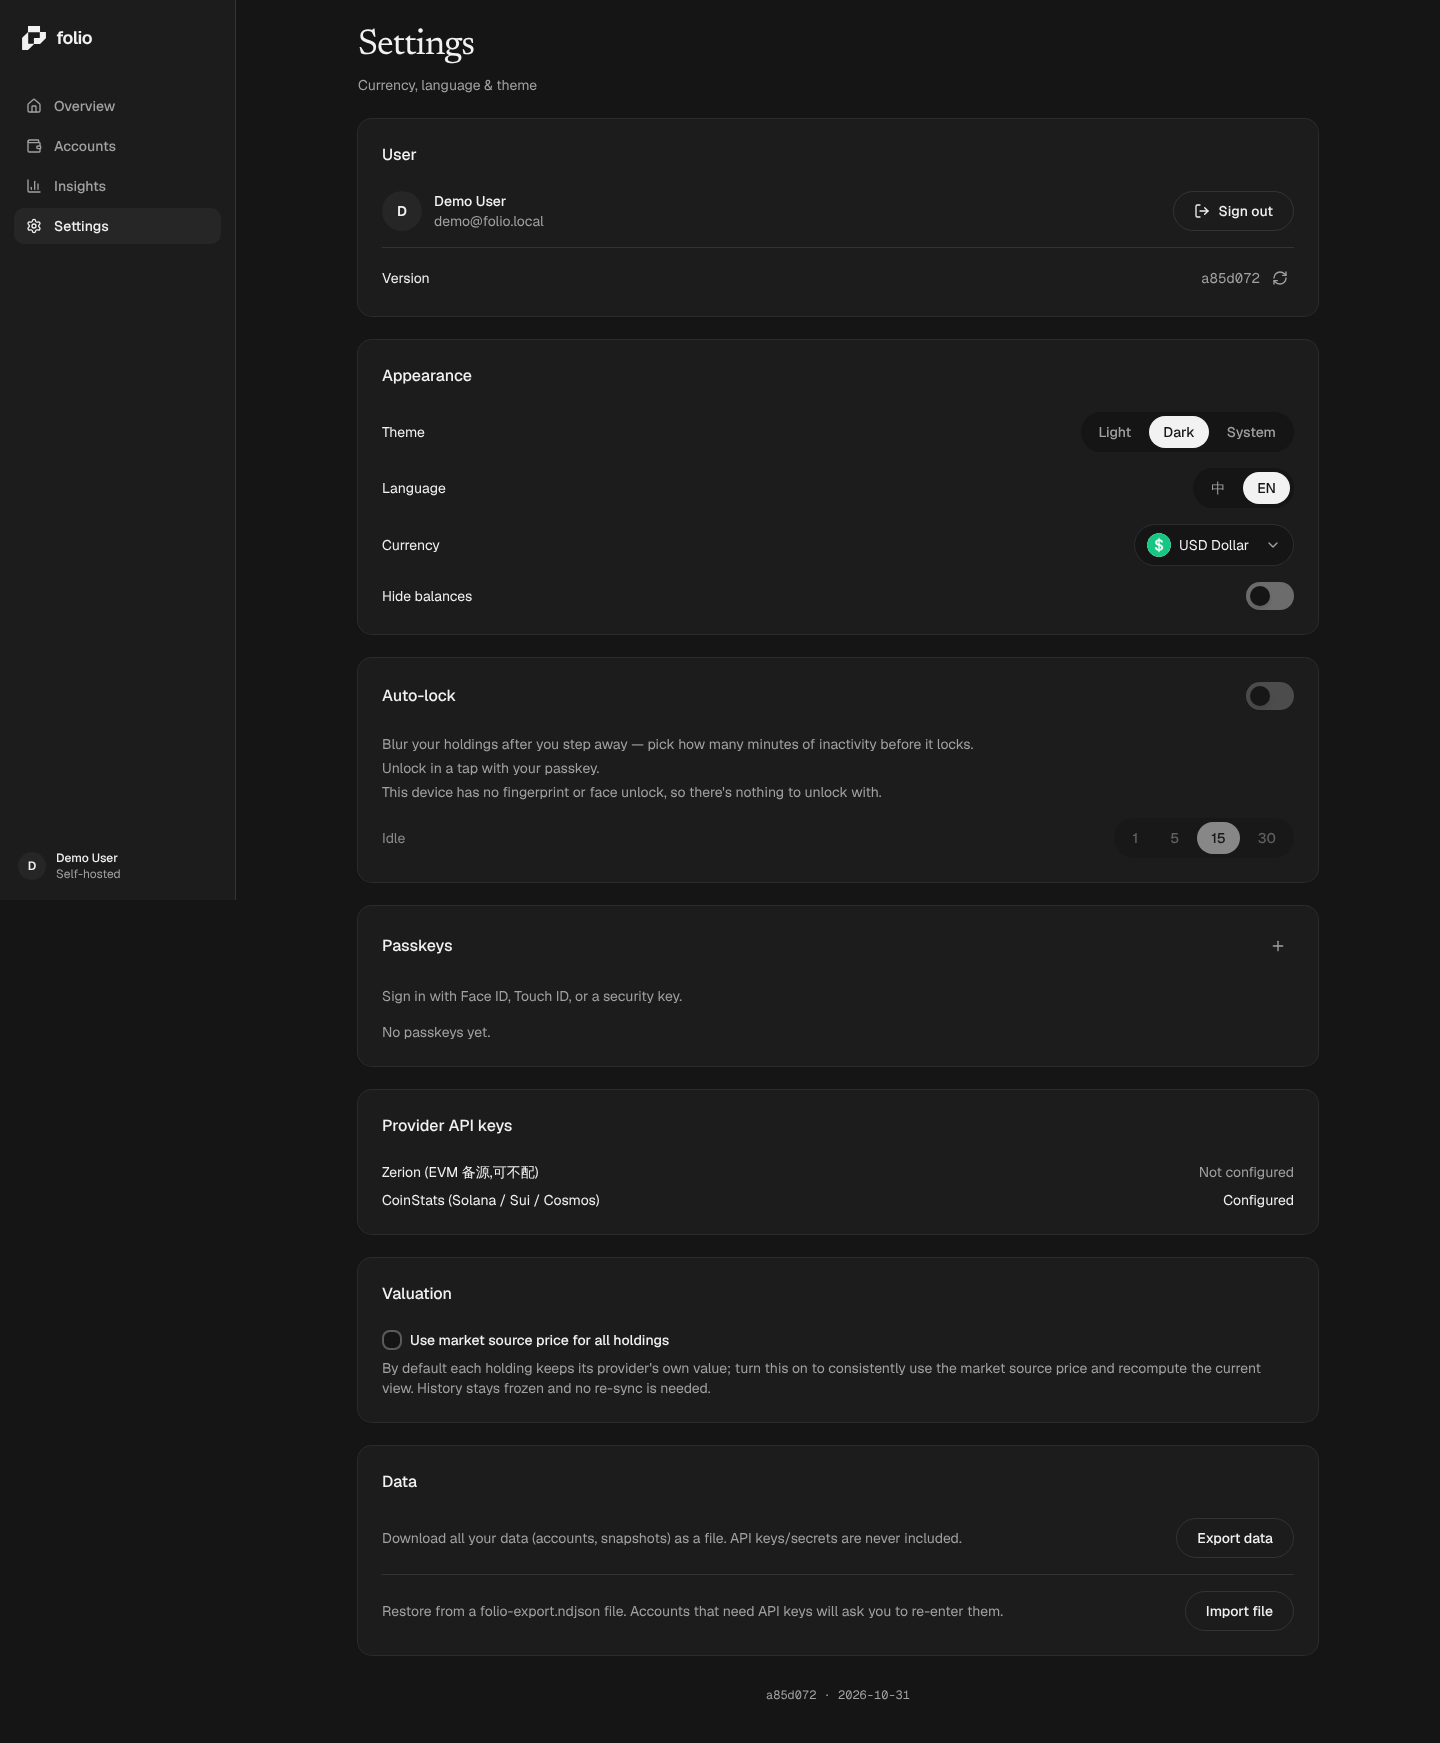 folio
Overview
Accounts
Insights
Settings
D
Demo User
Self-hosted
Settings
Currency, language & theme
User
D
Demo User
demo@folio.local
Sign out
Version
a85d072
Appearance
Theme
Light
Dark
System
Language
中
EN
Currency
$
USD Dollar
Hide balances
Auto-lock
Blur your holdings after you step away — pick how many minutes of inactivity before it locks.
Unlock in a tap with your passkey.
This device has no fingerprint or face unlock, so there's nothing to unlock with.
Idle
1
5
15
30
Passkeys
Sign in with Face ID, Touch ID, or a security key.
No passkeys yet.
Provider API keys
Zerion (EVM 备源,可不配)
Not configured
CoinStats (Solana / Sui / Cosmos)
Configured
Valuation
Use market source price for all holdings
By default each holding keeps its provider's own value; turn this on to consistently use the market source price and recompute the current
view. History stays frozen and no re-sync is needed.
Data
Download all your data (accounts, snapshots) as a file. API keys/secrets are never included.
Export data
Restore from a folio-export.ndjson file. Accounts that need API keys will ask you to re-enter them.
Import file
a85d072 · 2026-10-31